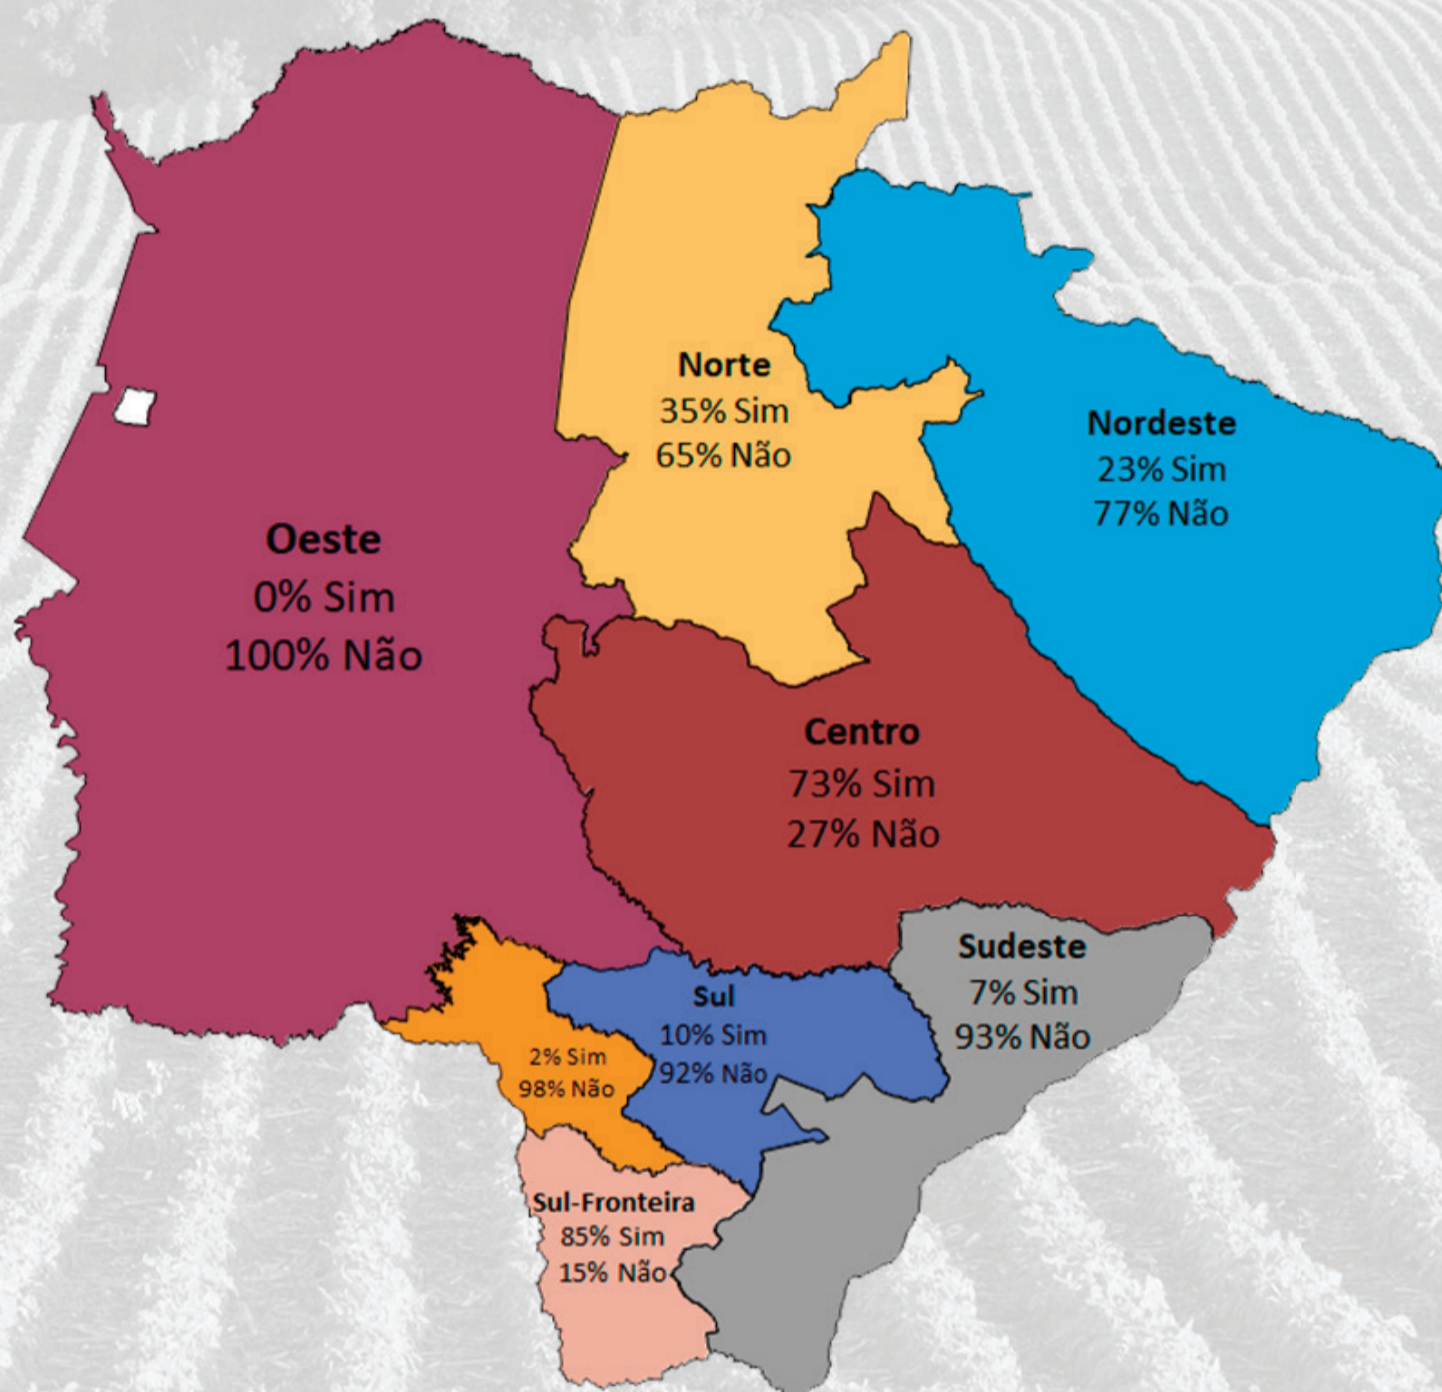 Norte
35% Sim
65% Não
Nordeste
23% Sim
77% Não
Oeste
0% Sim
100% Não
Centro
73% Sim
27% Não
Sudeste
7% Sim
93% Não
Sul
10% Sim
92% Não
2% Sim
98% Não
Sul-Fronteira
85% Sim
15% Não